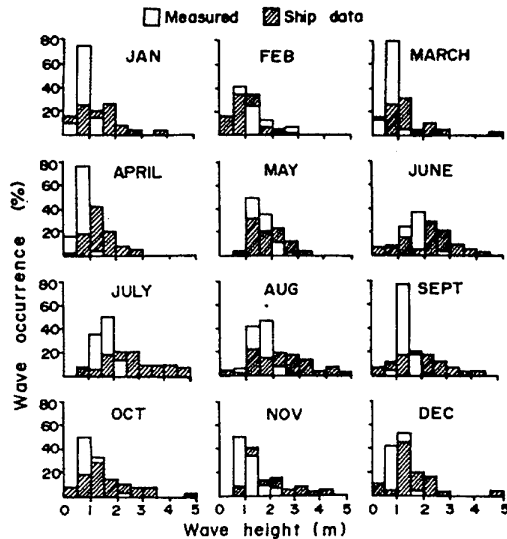 Measured Ship data
JAN FEB MARCH
80
60
40
20
APRIL MAY JUNE
80
60
40
20
JULY AUG SEPT
80
60
40
20
OCT NOV DEC
80
60
40
20
0 1 2 3 4 5 0 1 2 3 4 5 0 1 2 3 4 5
Wave height (m)
Wave occurrence (%)